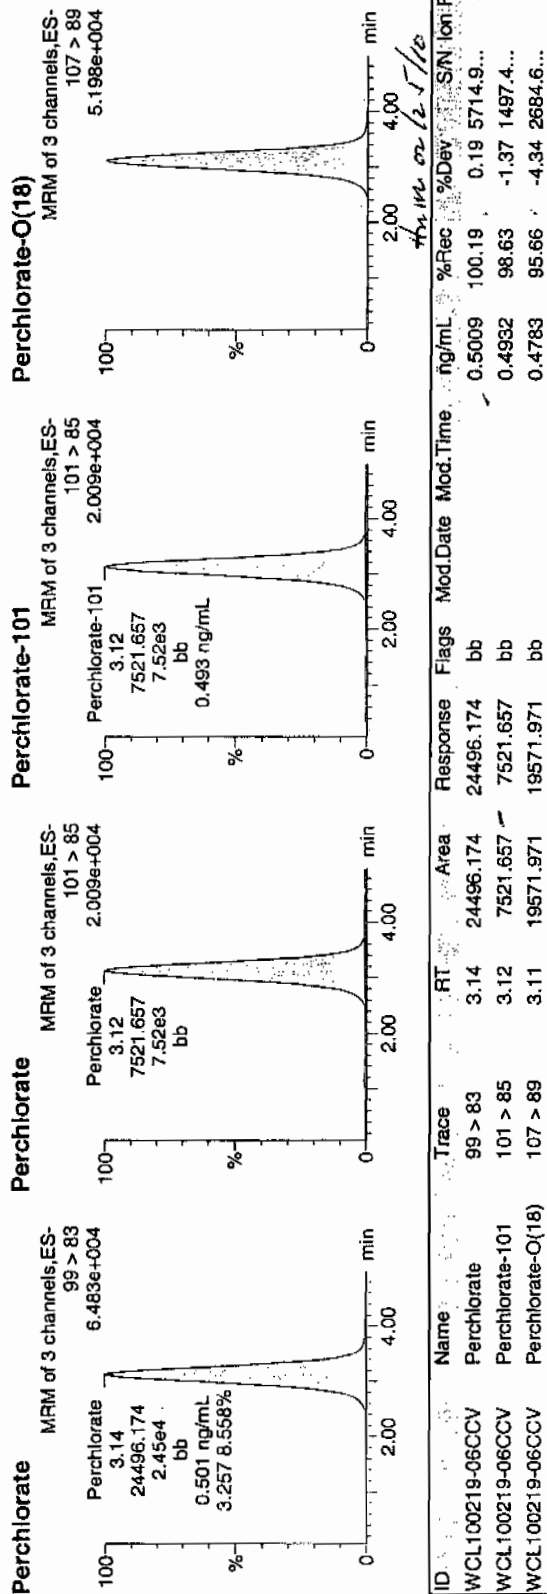 Perchlorate
MRM of 3 channels,ES-
99 > 83
6.483e+004
Perchlorate
3.14
24496.174
2.45e4
bb
0.501 ng/mL
3.257 8.558%
100
%
0
2.00
4.00
min
Perchlorate
MRM of 3 channels,ES-
101 > 85
2.009e+004
Perchlorate
3.12
7521.657
7.52e3
bb
100
%
0
2.00
4.00
min
Perchlorate-101
MRM of 3 channels,ES-
101 > 85
2.009e+004
Perchlorate-101
3.12
7521.657
7.52e3
bb
0.493 ng/mL
100
%
0
2.00
4.00
min
Perchlorate-O(18)
MRM of 3 channels,ES-
107 > 89
5.198e+004
100
%
0
2.00
4.00
min
ID Name Trace RT Area Response Flags Mod.Date Mod.Time ng/mL %Rec %Dev S/N Ion:
WCL100219-06CCV Perchlorate 99 > 83 3.14 24496.174 24496.174 bb 0.5009 100.19 0.19 5714.9...
WCL100219-06CCV Perchlorate-101 101 > 85 3.12 7521.657 7521.657 bb 0.4932 98.63 -1.37 1497.4...
WCL100219-06CCV Perchlorate-O(18) 107 > 89 3.11 19571.971 19571.971 bb 0.4783 95.66 -4.34 2684.6...